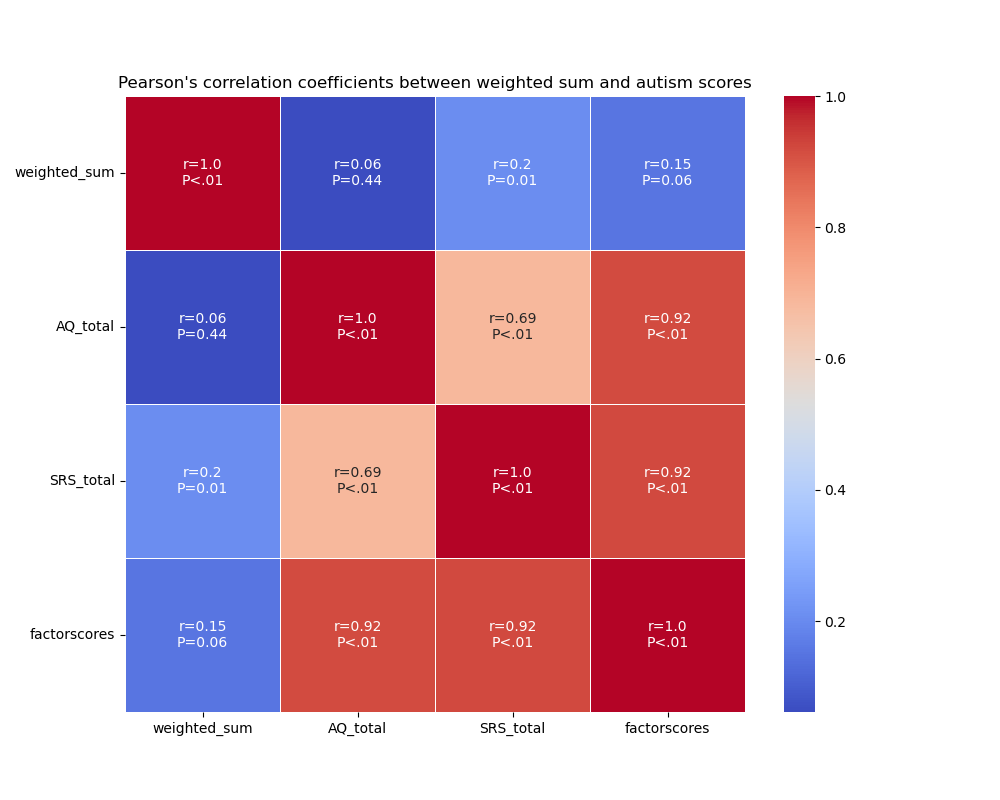 Pearson's correlation coefficients between weighted sum and autism scores
weighted_sum
r=1.0
P<.01
r=0.06
P=0.44
r=0.2
P=0.01
r=0.15
P=0.06
AQ_total
r=0.06
P=0.44
r=1.0
P<.01
r=0.69
P<.01
r=0.92
P<.01
SRS_total
r=0.2
P=0.01
r=0.69
P<.01
r=1.0
P<.01
r=0.92
P<.01
factorscores
r=0.15
P=0.06
r=0.92
P<.01
r=0.92
P<.01
r=1.0
P<.01
weighted_sum
AQ_total
SRS_total
factorscores
1.0
0.8
0.6
0.4
0.2